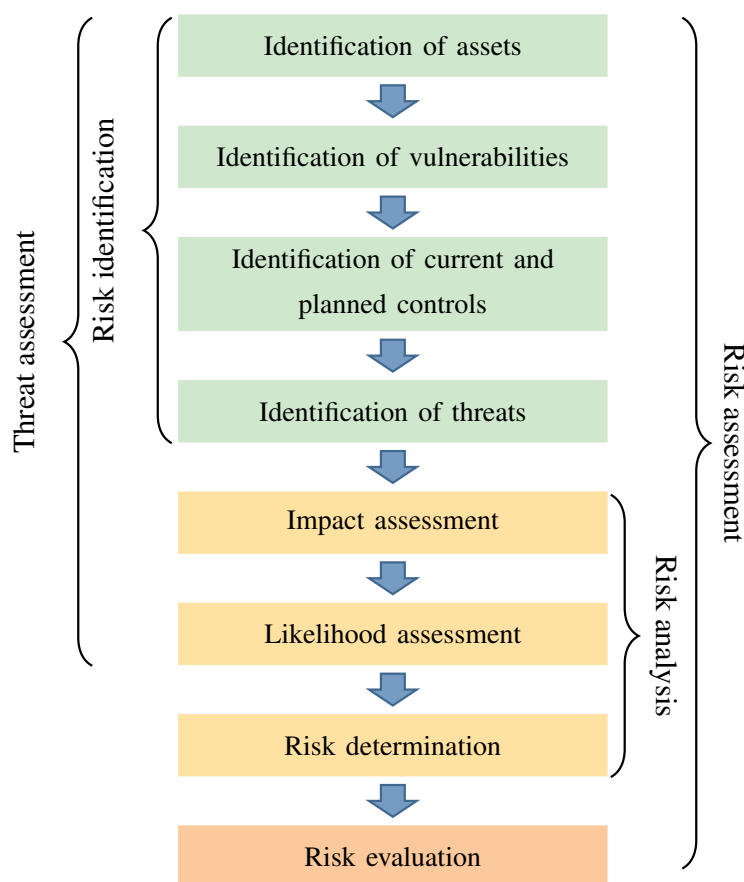 Identification of assets
Identification of vulnerabilities
Identification of current and
planned controls
Identification of threats
Impact assessment
Likelihood assessment
Risk determination
Risk evaluation
Threat assessment
Risk identification
Risk analysis
Risk assessment